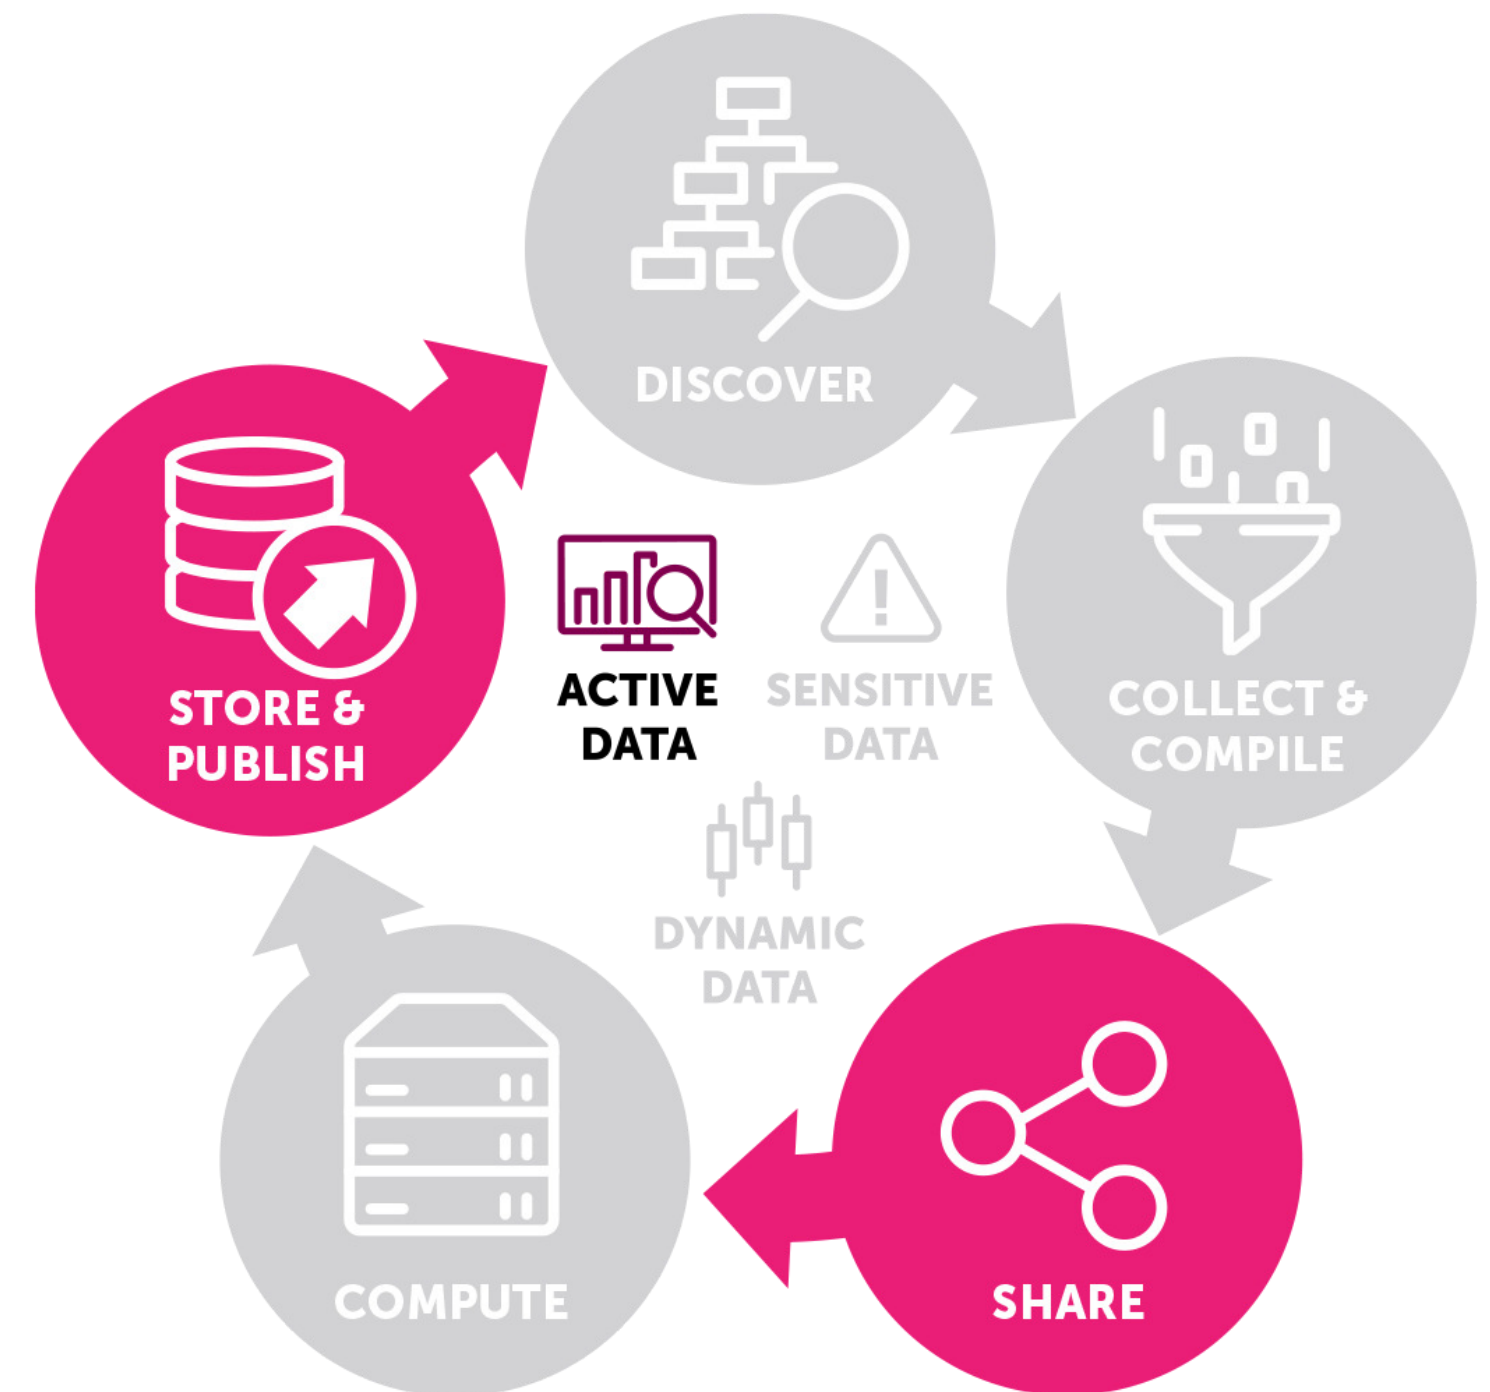 DISCOVER
COLLECT &
COMPILE
SHARE
COMPUTE
STORE &
PUBLISH
ACTIVE
DATA
SENSITIVE
DATA
DYNAMIC
DATA